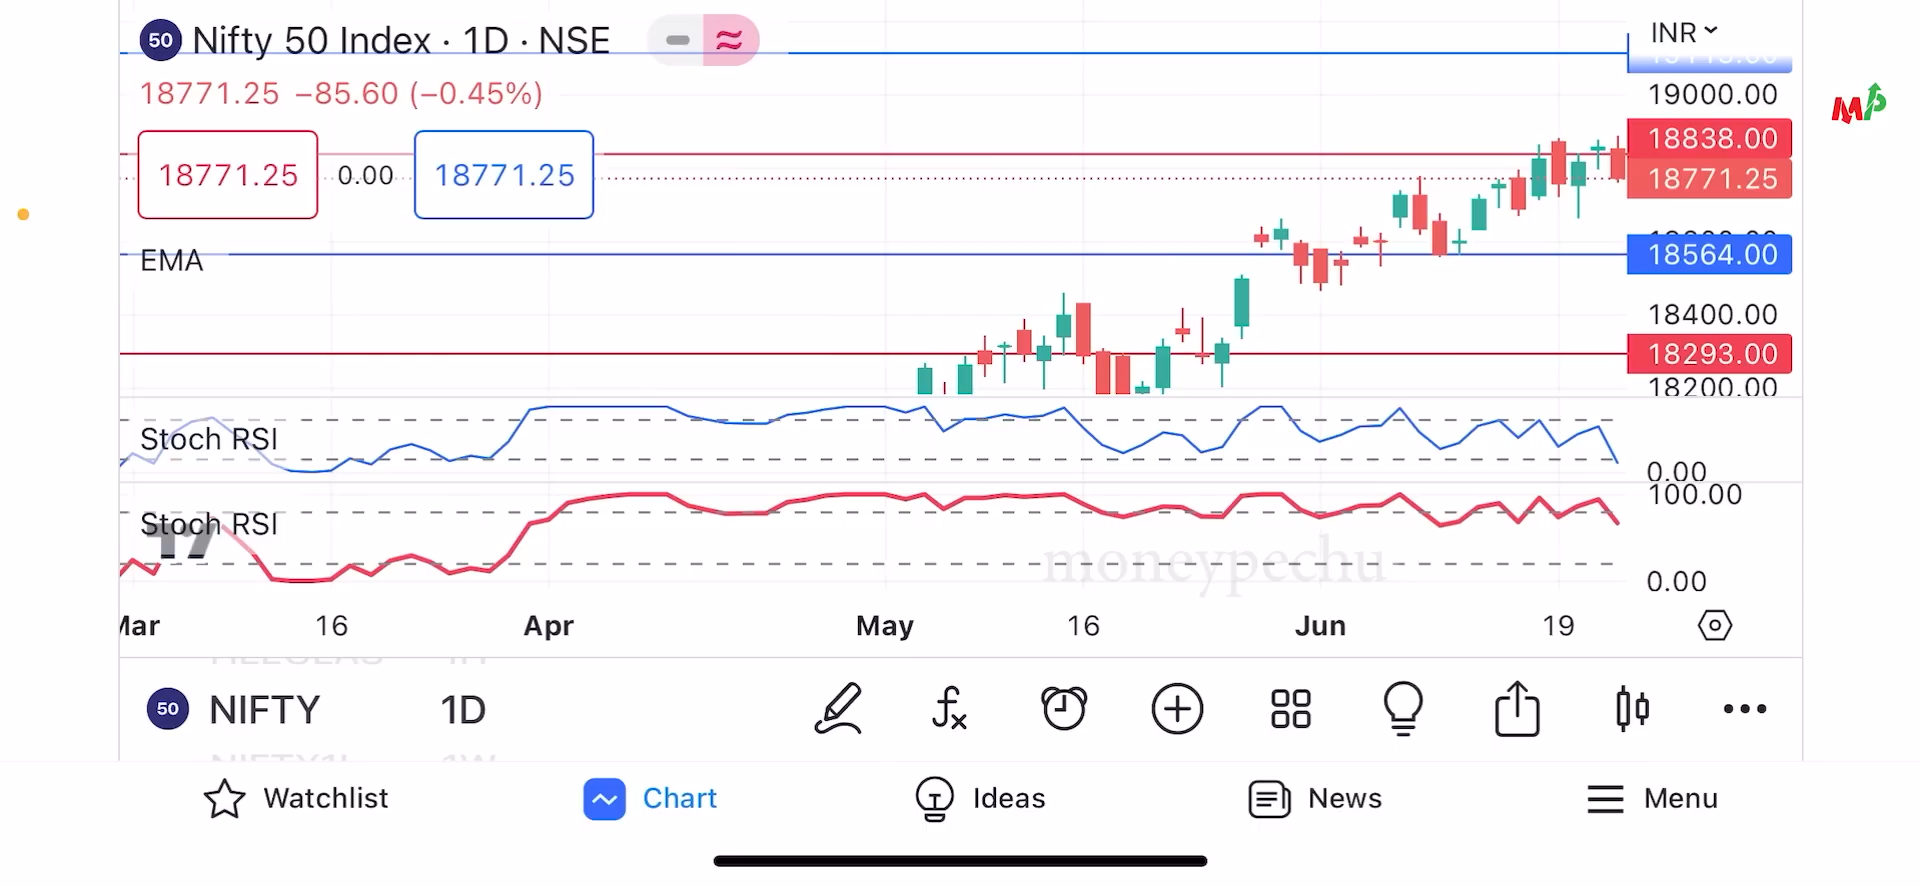 50 Nifty 50 Index · 1D · NSE
INR
18771.25 −85.60 (−0.45%)
19000.00
MP
18838.00
18771.25 0.00 18771.25
18771.25
EMA
18564.00
18400.00
18293.00
18200.00
Stoch RSI
0.00
100.00
Stoch RSI
moneypechu
0.00
Mar 16 Apr May 16 Jun 19
50 NIFTY 1D
Watchlist Chart Ideas News Menu